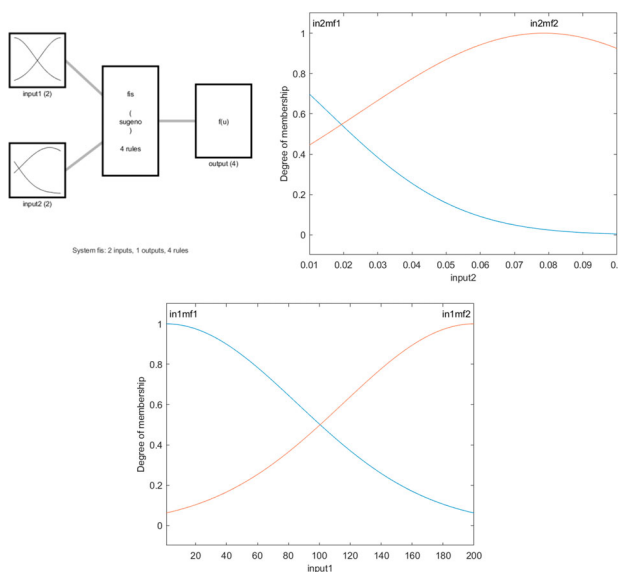 input1 (2)
input2 (2)
fis
(
sugeno
)
4 rules
f(u)
output (4)
System fis: 2 inputs, 1 outputs, 4 rules
in2mf1 in2mf2
Degree of membership
1
0.8
0.6
0.4
0.2
0
0.01 0.02 0.03 0.04 0.05 0.06 0.07 0.08 0.09 0.
input2
in1mf1 in1mf2
Degree of membership
1
0.8
0.6
0.4
0.2
0
20 40 60 80 100 120 140 160 180 200
input1